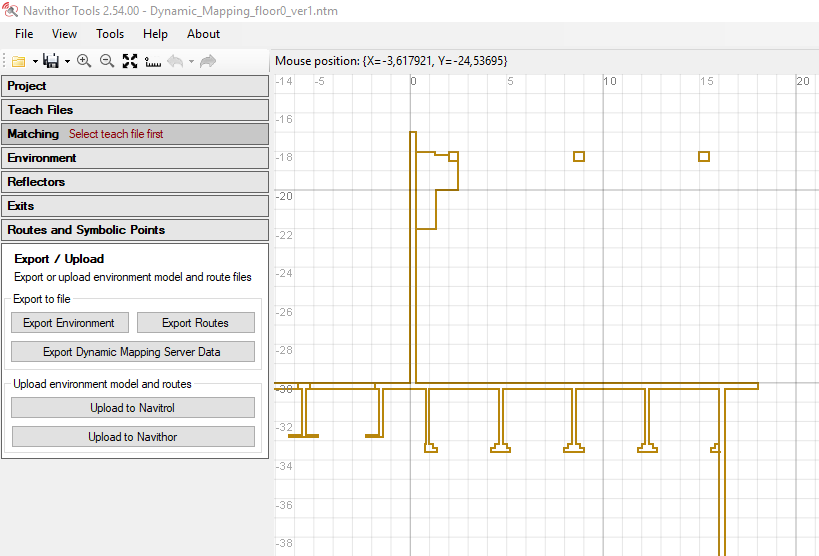 Navithor Tools 2.54.00 - Dynamic_Mapping_floor0_ver1.ntm
File View Tools Help About
Mouse position: {X=-3,617921, Y=-24,53695}
Project
Teach Files
Matching Select teach file first
Environment
Reflectors
Exits
Routes and Symbolic Points
Export / Upload
Export or upload environment model and route files
Export to file
Export Environment Export Routes
Export Dynamic Mapping Server Data
Upload environment model and routes
Upload to Navitrol
Upload to Navithor
-14 -5 0 5 10 15 20
-16
-18
-20
-22
-24
-26
-28
-30
-32
-34
-36
-38